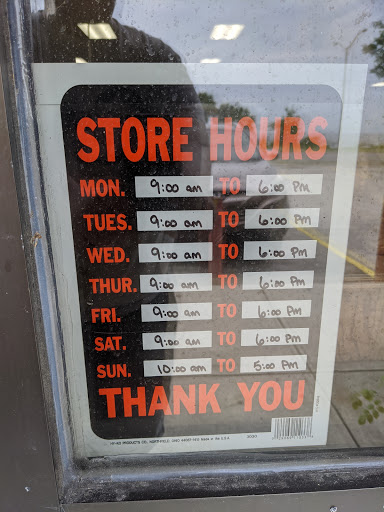 STORE HOURS
MON. 9:00 am TO 6:00 Pm
TUES. 9:00 am TO 6:00 Pm
WED. 9:00 am TO 6:00 Pm
THUR. 9:00 am TO 6:00 Pm
FRI. 9:00 am TO 6:00 Pm
SAT. 9:00 am TO 6:00 Pm
SUN. 10:00 am TO 5:00 Pm
THANK YOU